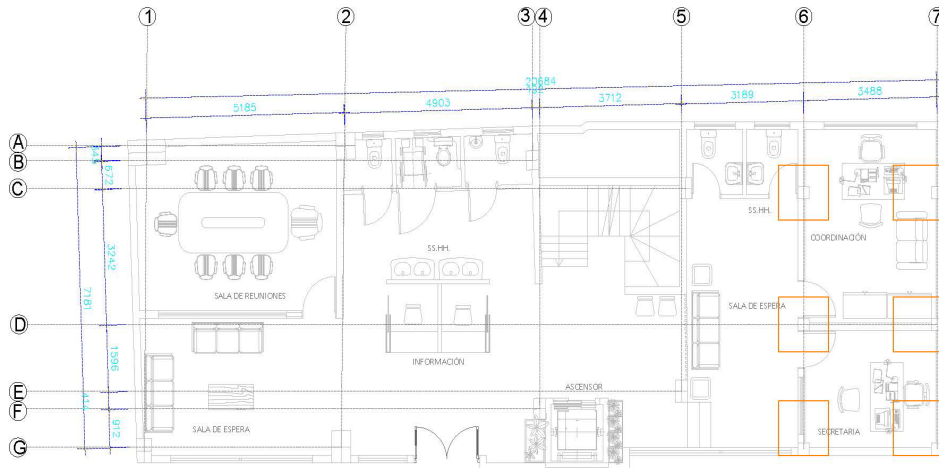 1 2 3 4 5 6 7
20684
5185 4903 3712 3189 3488
A
B
672
C
SS.HH.
COORDINACIÓN
SS.HH.
3242
7181
SALA DE REUNIONES
SALA DE ESPERA
D
1596
INFORMACIÓN
E
ASCENSOR
F
912
SALA DE ESPERA
SECRETARIA
G